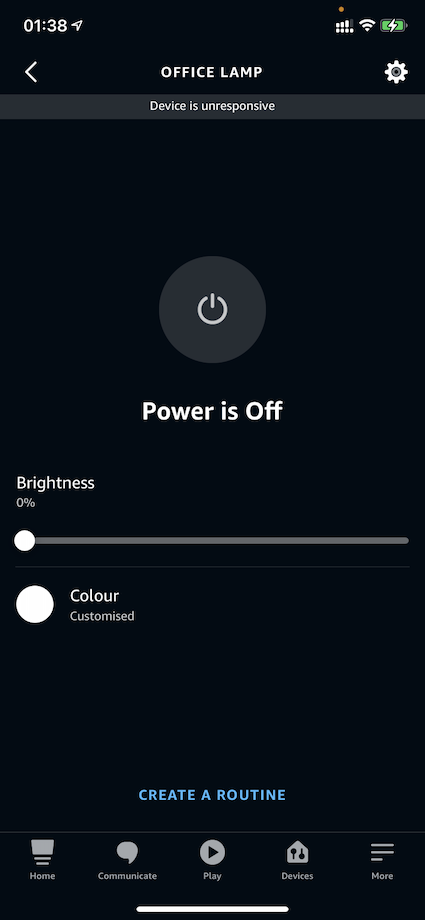 01:38
OFFICE LAMP
Device is unresponsive
Power is Off
Brightness
0%
Colour
Customised
CREATE A ROUTINE
Home
Communicate
Play
Devices
More